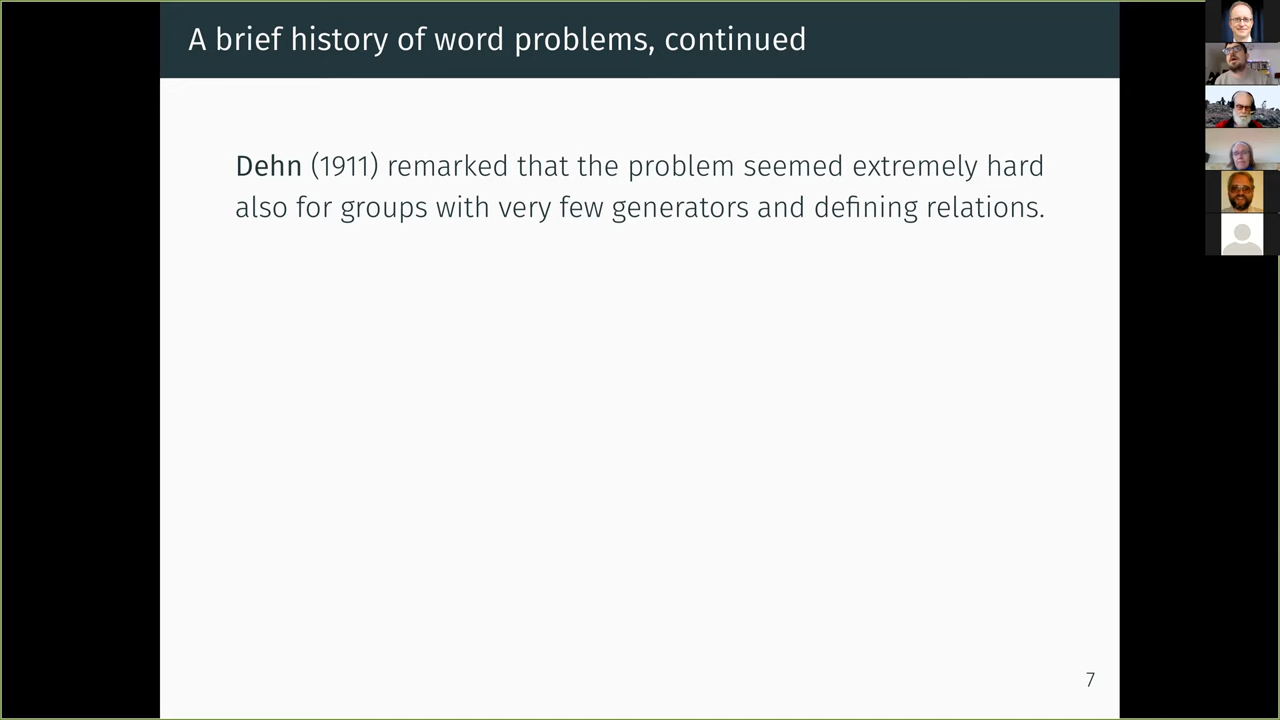 A brief history of word problems, continued
Dehn (1911) remarked that the problem seemed extremely hard
also for groups with very few generators and defining relations.
7